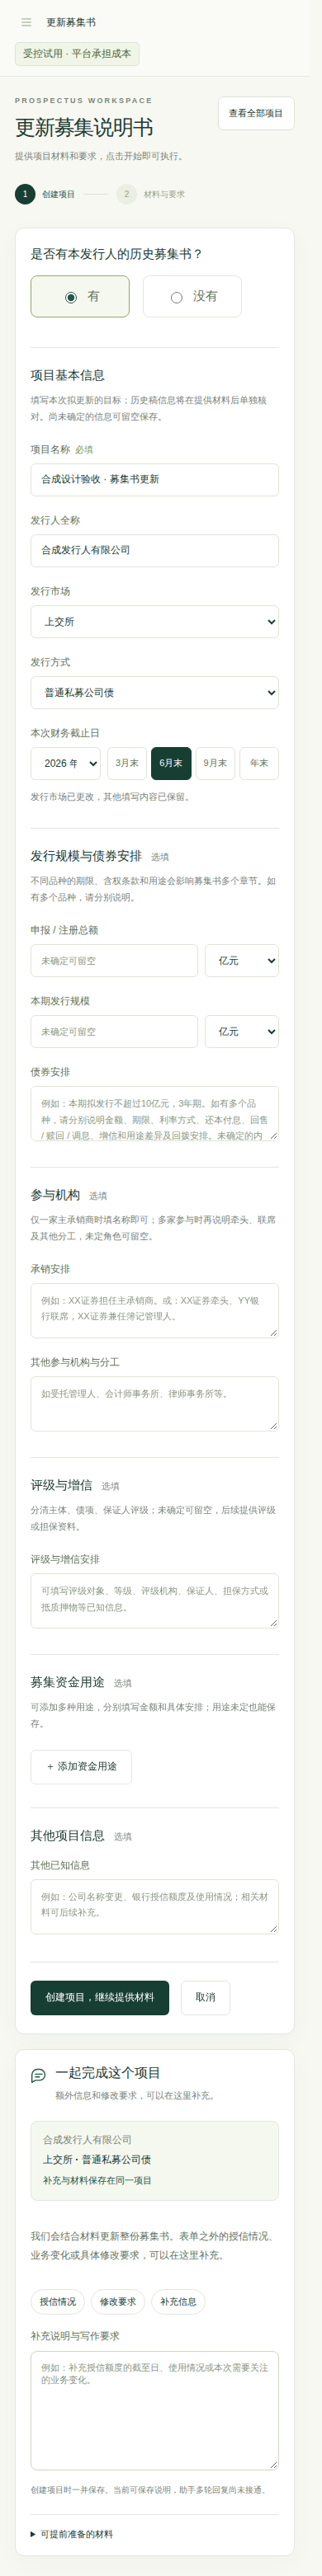 更新募集书
受控试用 · 平台承担成本
PROSPECTUS WORKSPACE
更新募集说明书
查看全部项目
提供项目材料和要求，点击开始即可执行。
1 创建项目
2 材料与要求
是否有本发行人的历史募集书？
有
没有
项目基本信息
填写本次拟更新的目标；历史稿信息将在提供材料后单独核
对。尚未确定的信息可留空保存。
项目名称 必填
合成设计验收 · 募集书更新
发行人全称
合成发行人有限公司
发行市场
上交所
发行方式
普通私募公司债
本次财务截止日
2026 年
3月末
6月末
9月末
年末
发行市场已更改，其他填写内容已保留。
发行规模与债券安排 选填
不同品种的期限、含权条款和用途会影响募集书多个章节。如
有多个品种，请分别说明。
申报 / 注册总额
未确定可留空
亿元
本期发行规模
未确定可留空
亿元
债券安排
例如：本期拟发行不超过10亿元，3年期。如有多个品
种，请分别说明金额、期限、利率方式、还本付息、回售
/ 赎回 / 调息、增信和用途差异及回拨安排。未确定的内
参与机构 选填
仅一家主承销商时填名称即可；多家参与时再说明牵头、联席
及其他分工，未定角色可留空。
承销安排
例如：XX证券担任主承销商。或：XX证券牵头、YY银
行联席，XX证券兼任簿记管理人。
其他参与机构与分工
如受托管理人、会计师事务所、律师事务所等。
评级与增信 选填
分清主体、债项、保证人评级；未确定可留空，后续提供评级
或担保资料。
评级与增信安排
可填写评级对象、等级、评级机构、保证人、担保方式或
抵质押物等已知信息。
募集资金用途 选填
可添加多种用途，分别填写金额和具体安排；用途未定也能保
存。
＋ 添加资金用途
其他项目信息 选填
其他已知信息
例如：公司名称变更、银行授信额度及使用情况；相关材
料可后续补充。
创建项目，继续提供材料
取消
一起完成这个项目
额外信息和修改要求，可以在这里补充。
合成发行人有限公司
上交所 · 普通私募公司债
补充与材料保存在同一项目
我们会结合材料更新整份募集书。表单之外的授信情况、
业务变化或具体修改要求，可以在这里补充。
授信情况
修改要求
补充信息
补充说明与写作要求
例如：补充授信额度的截至日、使用情况或本次需要关注
的业务变化。
创建项目时一并保存。当前可保存说明，助手多轮回复尚未接通。
▶ 可提前准备的材料